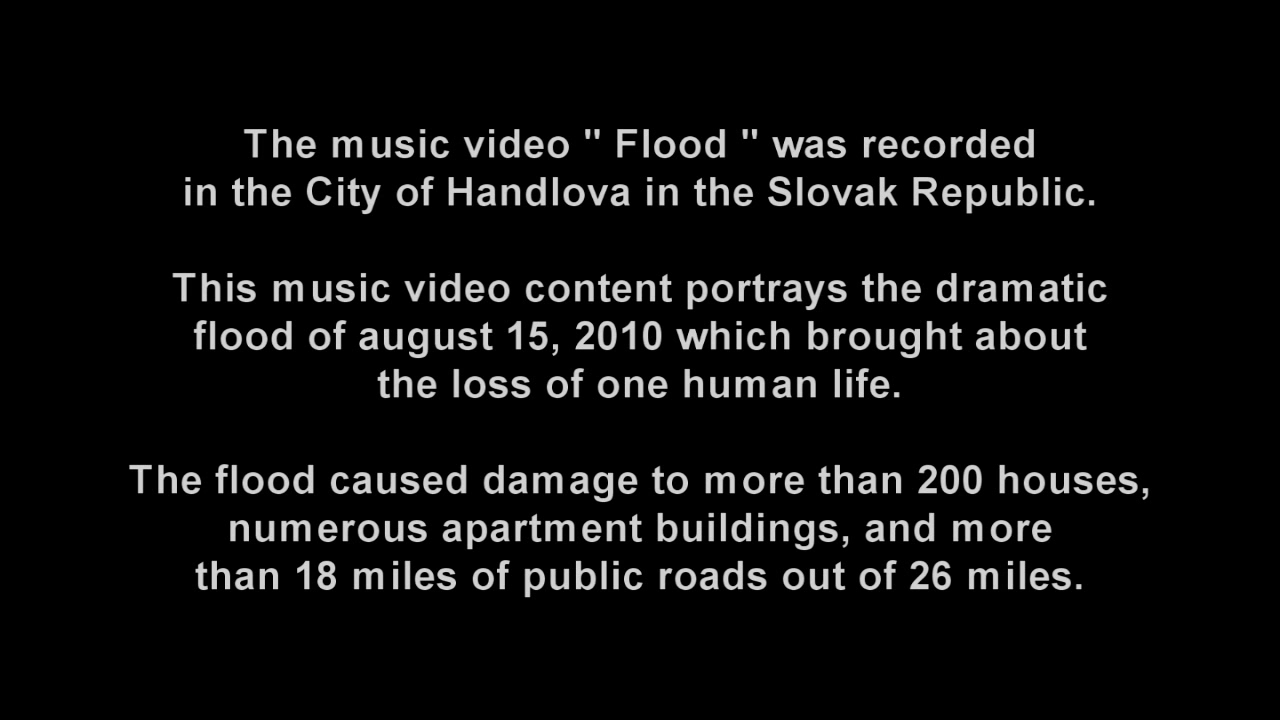 The music video " Flood " was recorded
in the City of Handlova in the Slovak Republic.
This music video content portrays the dramatic
flood of august 15, 2010 which brought about
the loss of one human life.
The flood caused damage to more than 200 houses,
numerous apartment buildings, and more
than 18 miles of public roads out of 26 miles.